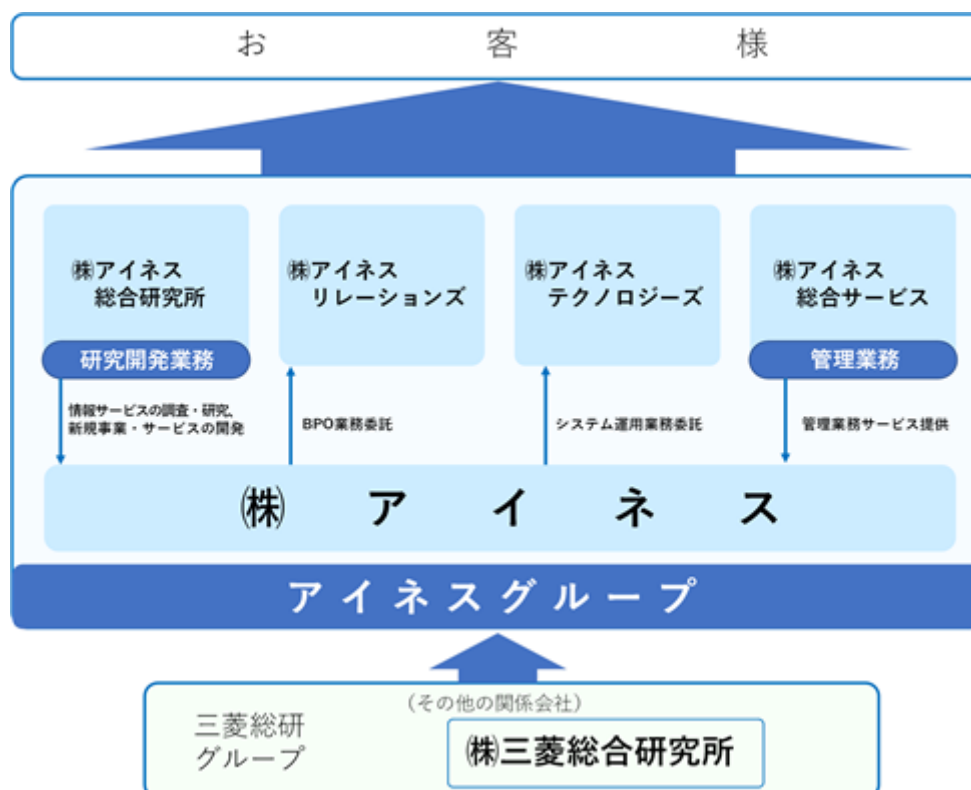 お客様
㈱アイネス
総合研究所
㈱アイネス
リレーションズ
㈱アイネス
テクノロジーズ
㈱アイネス
総合サービス
研究開発業務
管理業務
情報サービスの調査・研究、
新規事業・サービスの開発
BPO業務委託
システム運用業務委託
管理業務サービス提供
㈱アイネス
アイネスグループ
(その他の関係会社)
三菱総研
グループ
㈱三菱総合研究所